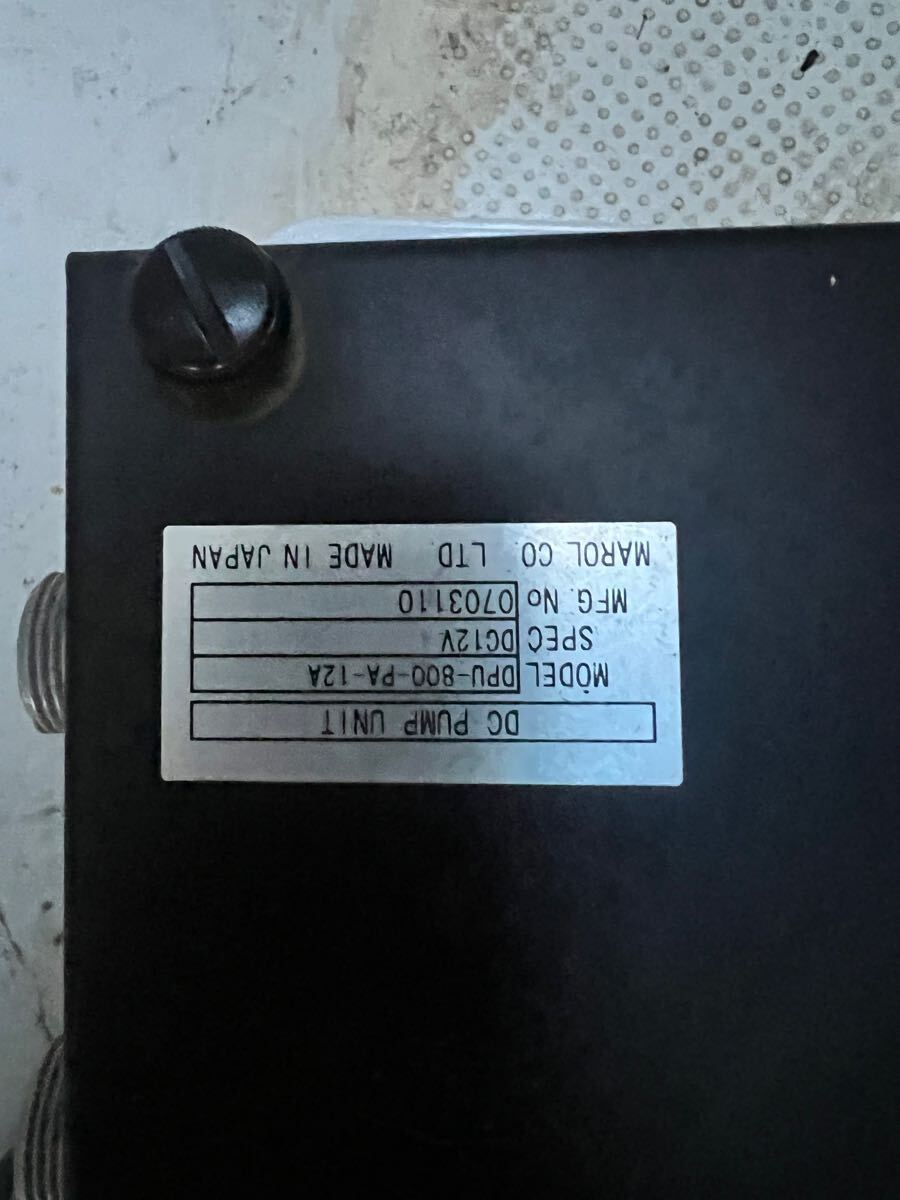 DC PUMP UNIT
MODEL DPU-800-PA-12A
SPEC DC12V
MFG. No 0703110
MAROL CO. LTD. MADE IN JAPAN